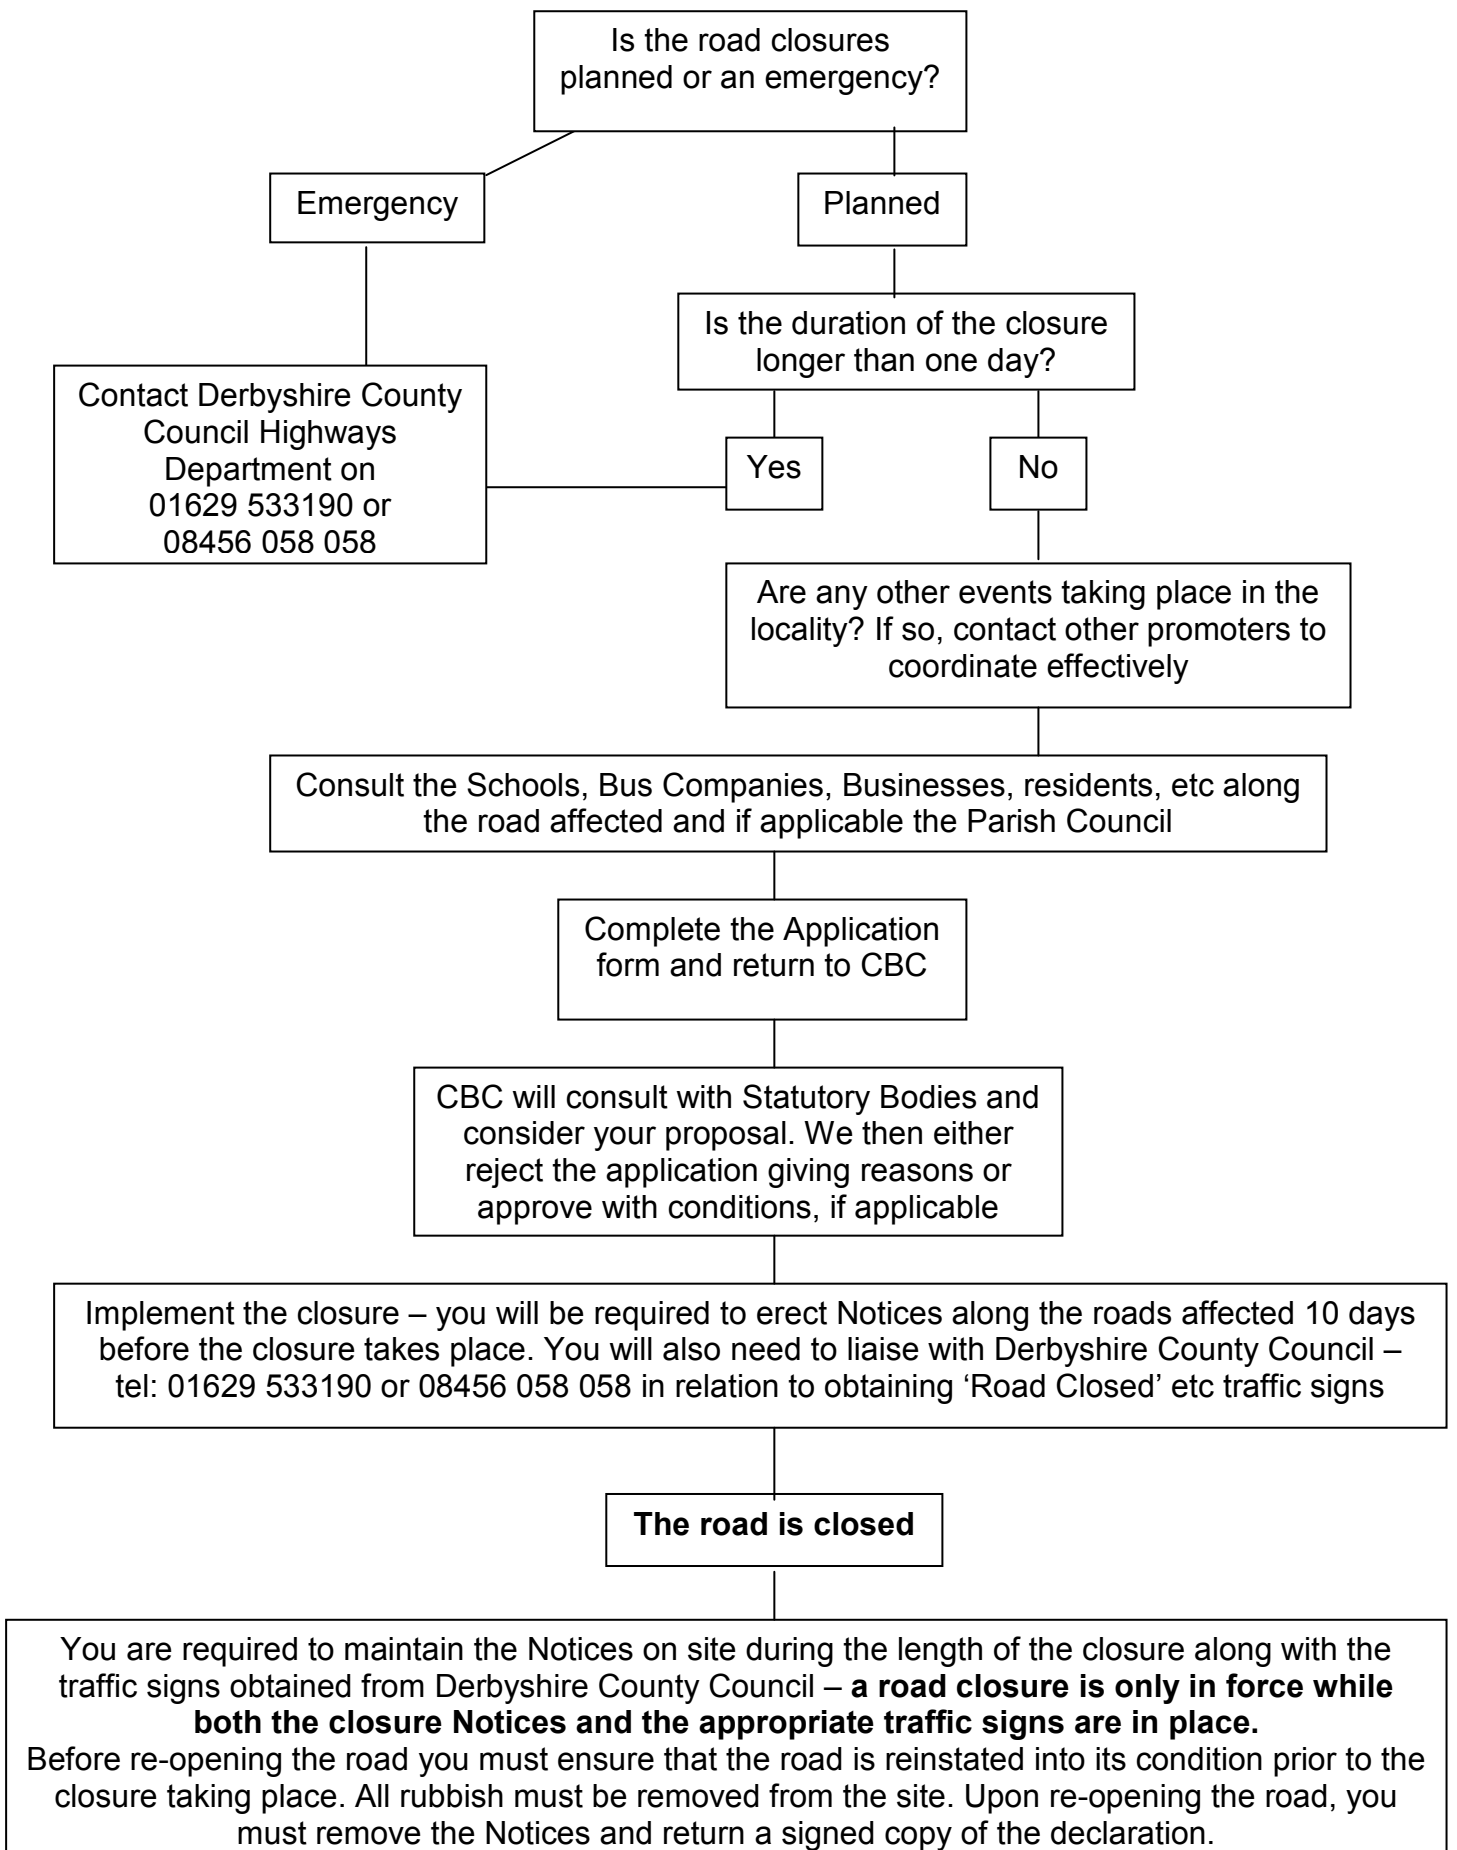 Is the road closures
planned or an emergency?
Emergency
Planned
Is the duration of the closure
longer than one day?
Contact Derbyshire County
Council Highways
Department on
01629 533190 or
08456 058 058
Yes
No
Are any other events taking place in the
locality? If so, contact other promoters to
coordinate effectively
Consult the Schools, Bus Companies, Businesses, residents, etc along
the road affected and if applicable the Parish Council
Complete the Application
form and return to CBC
CBC will consult with Statutory Bodies and
consider your proposal. We then either
reject the application giving reasons or
approve with conditions, if applicable
Implement the closure – you will be required to erect Notices along the roads affected 10 days
before the closure takes place. You will also need to liaise with Derbyshire County Council –
tel: 01629 533190 or 08456 058 058 in relation to obtaining ‘Road Closed’ etc traffic signs
The road is closed
You are required to maintain the Notices on site during the length of the closure along with the
traffic signs obtained from Derbyshire County Council – a road closure is only in force while
both the closure Notices and the appropriate traffic signs are in place.
Before re-opening the road you must ensure that the road is reinstated into its condition prior to the
closure taking place. All rubbish must be removed from the site. Upon re-opening the road, you
must remove the Notices and return a signed copy of the declaration.